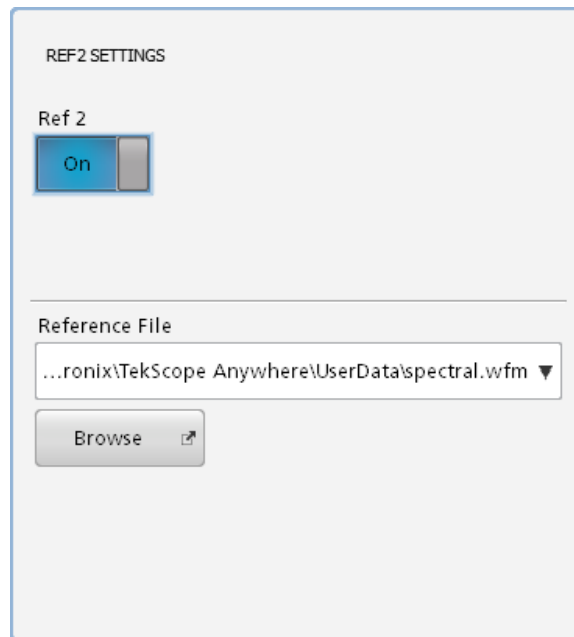 REF2 SETTINGS
Ref 2
On
Reference File
...ronix\TekScope Anywhere\UserData\spectral.wfm
Browse